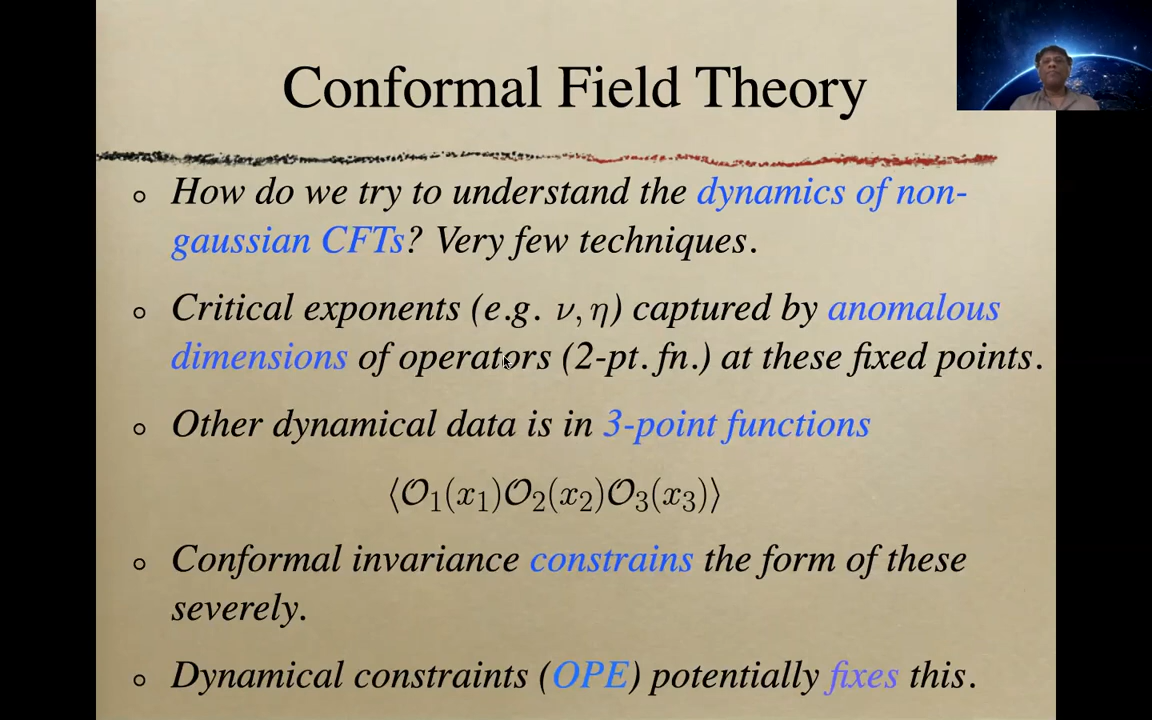 Conformal Field Theory
How do we try to understand the dynamics of non-
gaussian CFTs? Very few techniques.
Critical exponents (e.g. ν, η) captured by anomalous
dimensions of operators (2-pt. fn.) at these fixed points.
Other dynamical data is in 3-point functions
⟨𝒪₁(x₁)𝒪₂(x₂)𝒪₃(x₃)⟩
Conformal invariance constrains the form of these
severely.
Dynamical constraints (OPE) potentially fixes this.